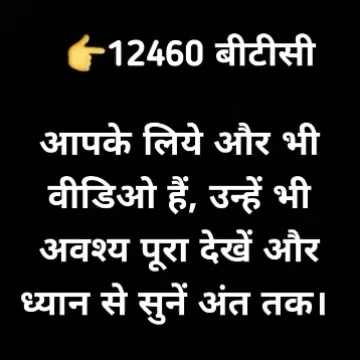 👉12460 बीटीसी
आपके लिये और भी
वीडिओ हैं, उन्हें भी
अवश्य पूरा देखें और
ध्यान से सुनें अंत तक।